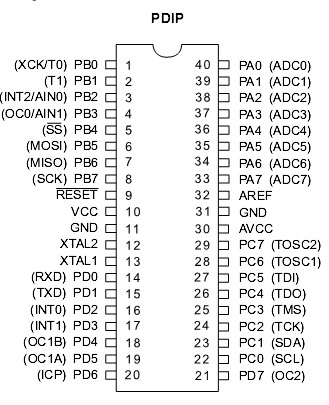 PDIP
(XCK/T0) PB0 1 40 PA0 (ADC0)
(T1) PB1 2 39 PA1 (ADC1)
(INT2/AIN0) PB2 3 38 PA2 (ADC2)
(OC0/AIN1) PB3 4 37 PA3 (ADC3)
(SS) PB4 5 36 PA4 (ADC4)
(MOSI) PB5 6 35 PA5 (ADC5)
(MISO) PB6 7 34 PA6 (ADC6)
(SCK) PB7 8 33 PA7 (ADC7)
RESET 9 32 AREF
VCC 10 31 GND
GND 11 30 AVCC
XTAL2 12 29 PC7 (TOSC2)
XTAL1 13 28 PC6 (TOSC1)
(RXD) PD0 14 27 PC5 (TDI)
(TXD) PD1 15 26 PC4 (TDO)
(INT0) PD2 16 25 PC3 (TMS)
(INT1) PD3 17 24 PC2 (TCK)
(OC1B) PD4 18 23 PC1 (SDA)
(OC1A) PD5 19 22 PC0 (SCL)
(ICP) PD6 20 21 PD7 (OC2)